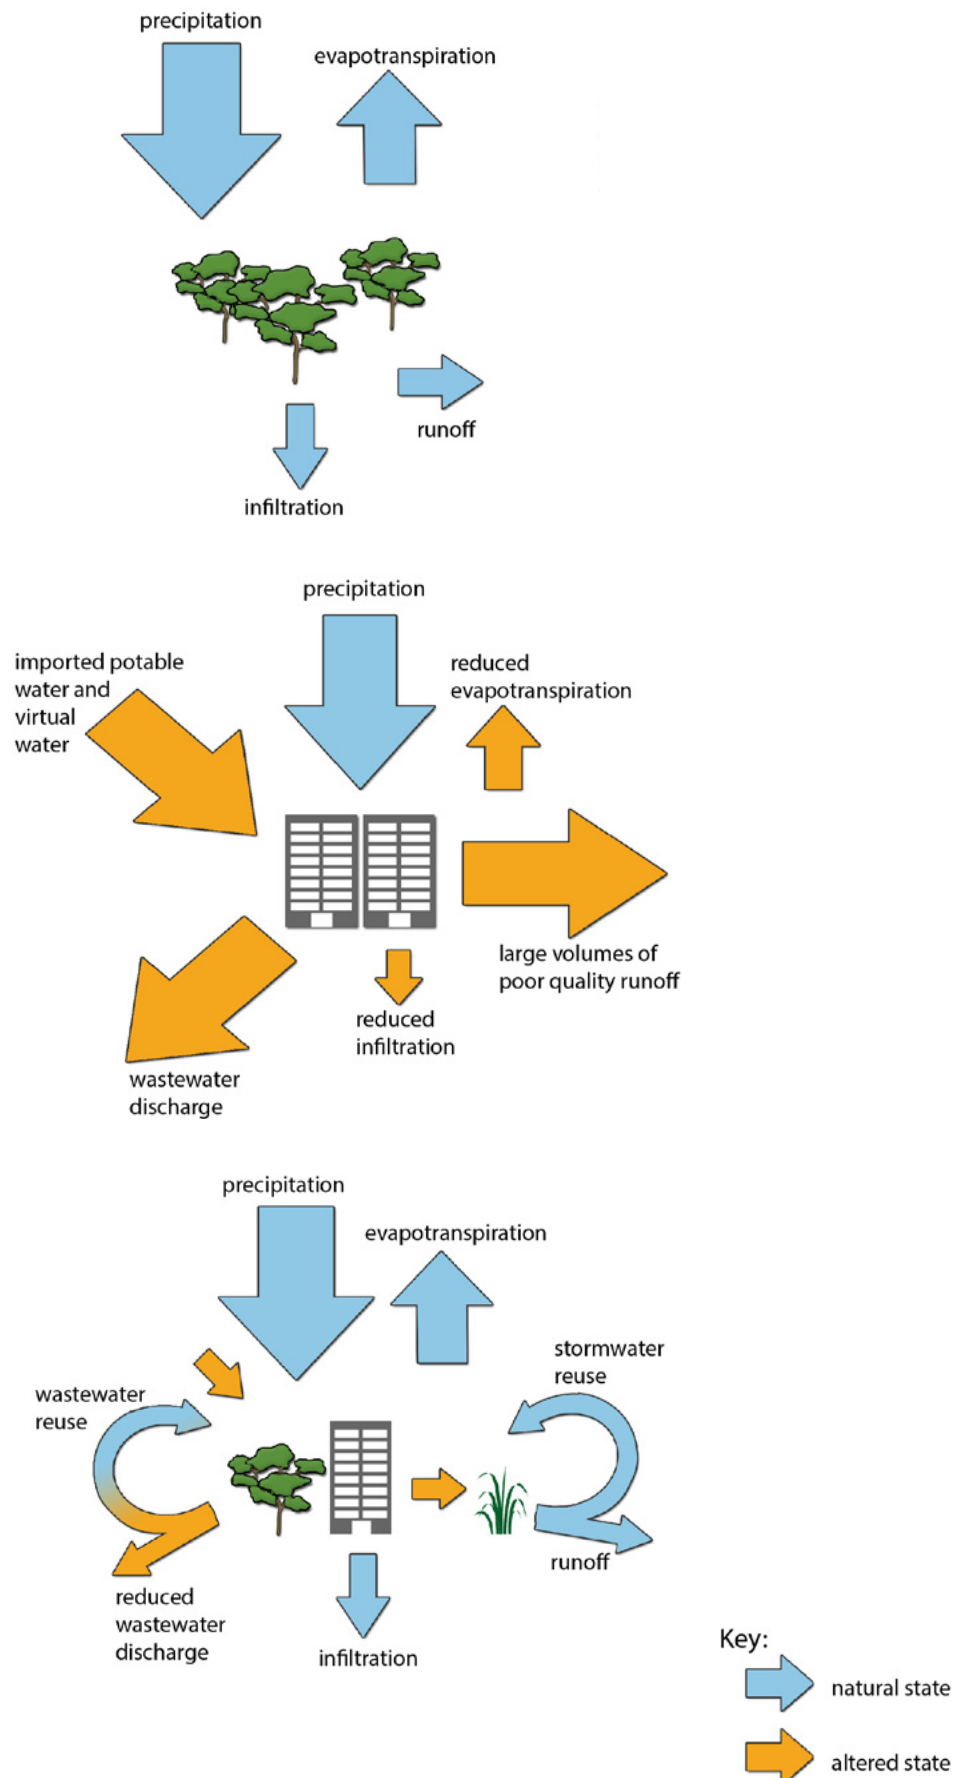 precipitation
evapotranspiration
runoff
infiltration
precipitation
imported potable
water and
virtual
water
reduced
evapotranspiration
large volumes of
poor quality runoff
reduced
infiltration
wastewater
discharge
precipitation
evapotranspiration
stormwater
reuse
wastewater
reuse
runoff
reduced
wastewater
discharge
infiltration
Key:
natural state
altered state